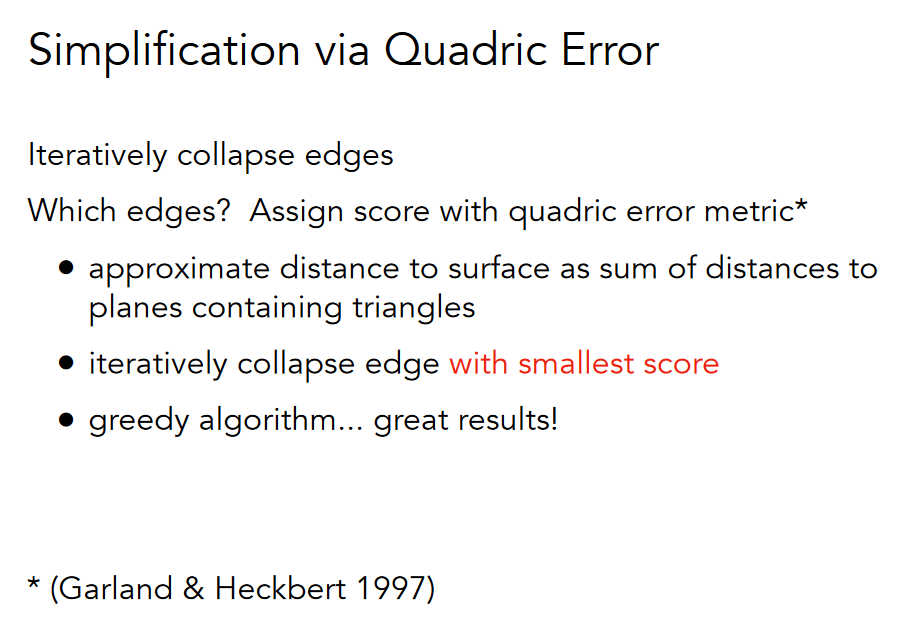 Simplification via Quadric Error
Iteratively collapse edges
Which edges?  Assign score with quadric error metric*
● approximate distance to surface as sum of distances to
planes containing triangles
● iteratively collapse edge with smallest score
● greedy algorithm... great results!
* (Garland & Heckbert 1997)